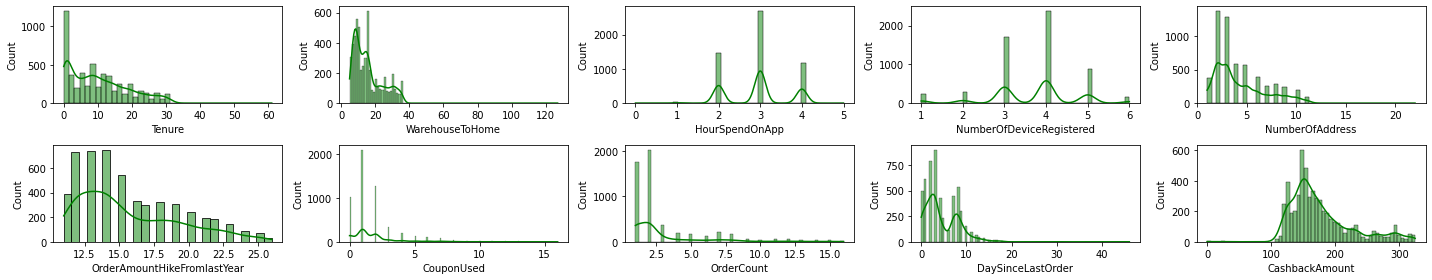 1000
500
0
Count
0 10 20 30 40 50 60
Tenure
600
400
200
0
Count
0 20 40 60 80 100 120
WarehouseToHome
2000
1000
0
Count
0 1 2 3 4 5
HourSpendOnApp
2000
1000
0
Count
1 2 3 4 5 6
NumberOfDeviceRegistered
1000
500
0
Count
0 5 10 15 20
NumberOfAddress
600
400
200
0
Count
12.5 15.0 17.5 20.0 22.5 25.0
OrderAmountHikeFromlastYear
2000
1000
0
Count
0 5 10 15
CouponUsed
2000
1000
0
Count
2.5 5.0 7.5 10.0 12.5 15.0
OrderCount
750
500
250
0
Count
0 10 20 30 40
DaySinceLastOrder
600
400
200
0
Count
0 100 200 300
CashbackAmount